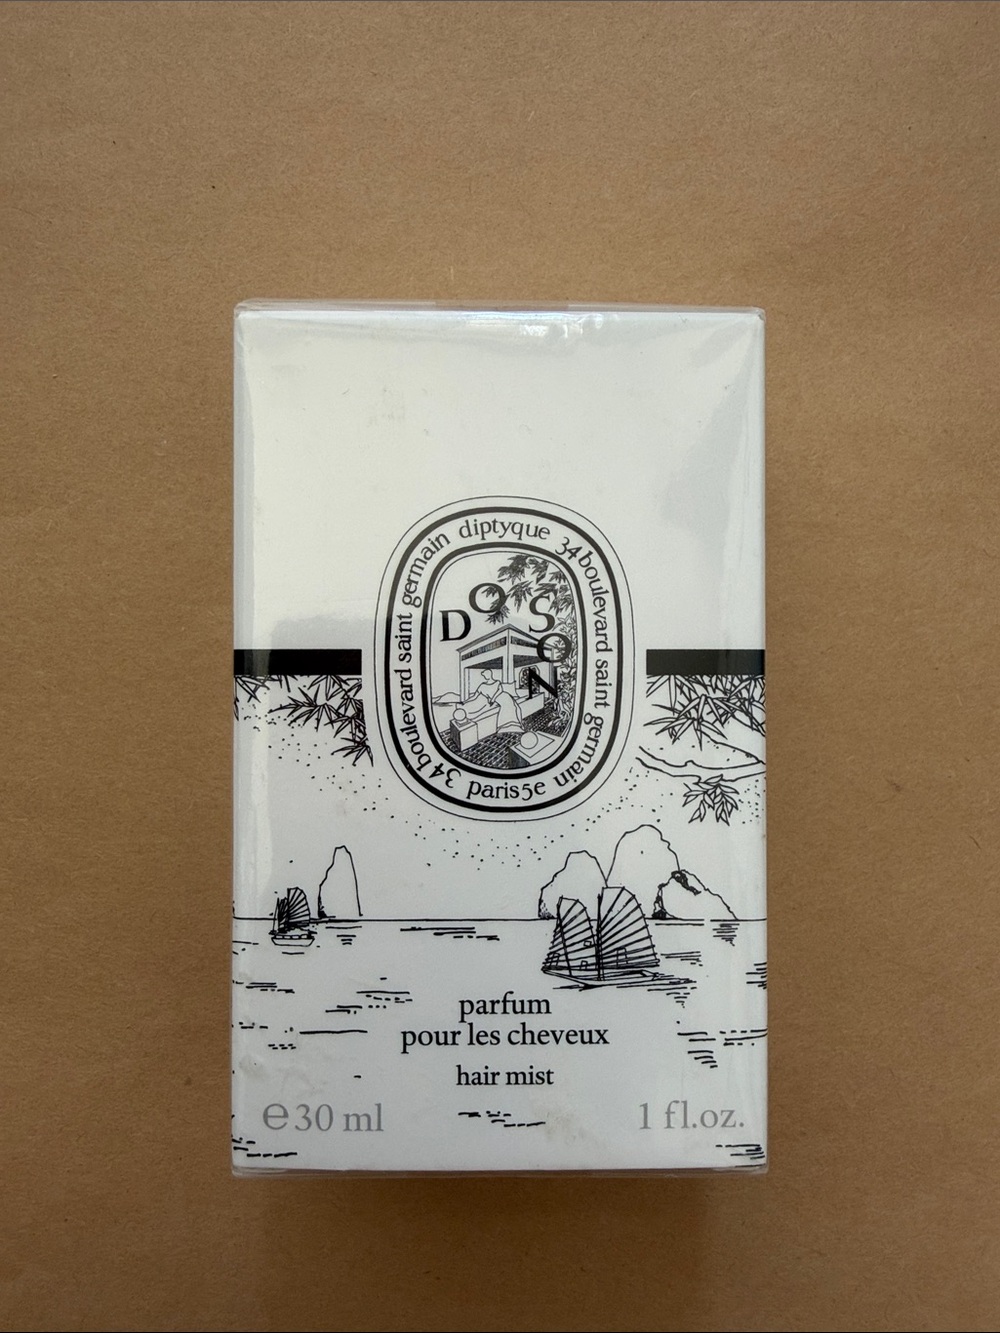 diptyque 34 boulevard saint germain paris5e 34 boulevard saint germain
DO SON
parfum
pour les cheveux
hair mist
℮30 ml
1 fl.oz.